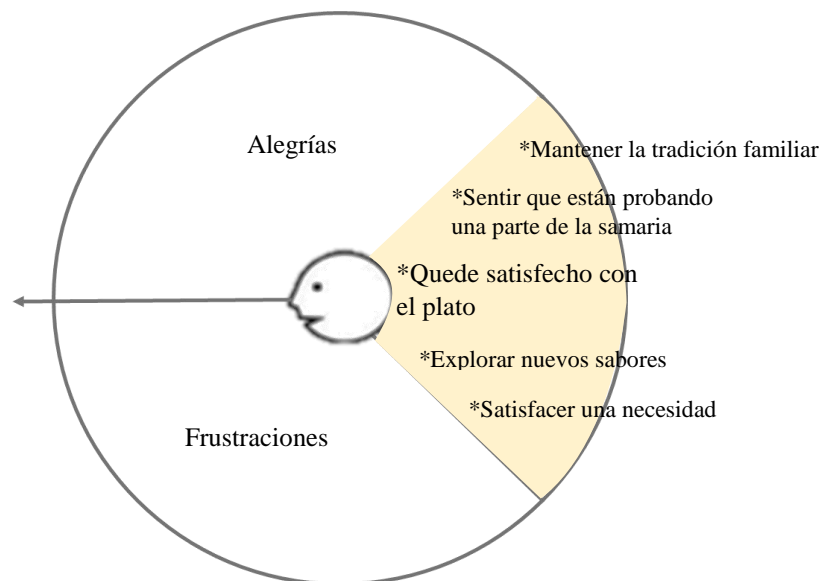 Alegrías
*Mantener la tradición familiar
*Sentir que están probando
una parte de la samaria
*Quede satisfecho con
el plato
*Explorar nuevos sabores
*Satisfacer una necesidad
Frustraciones